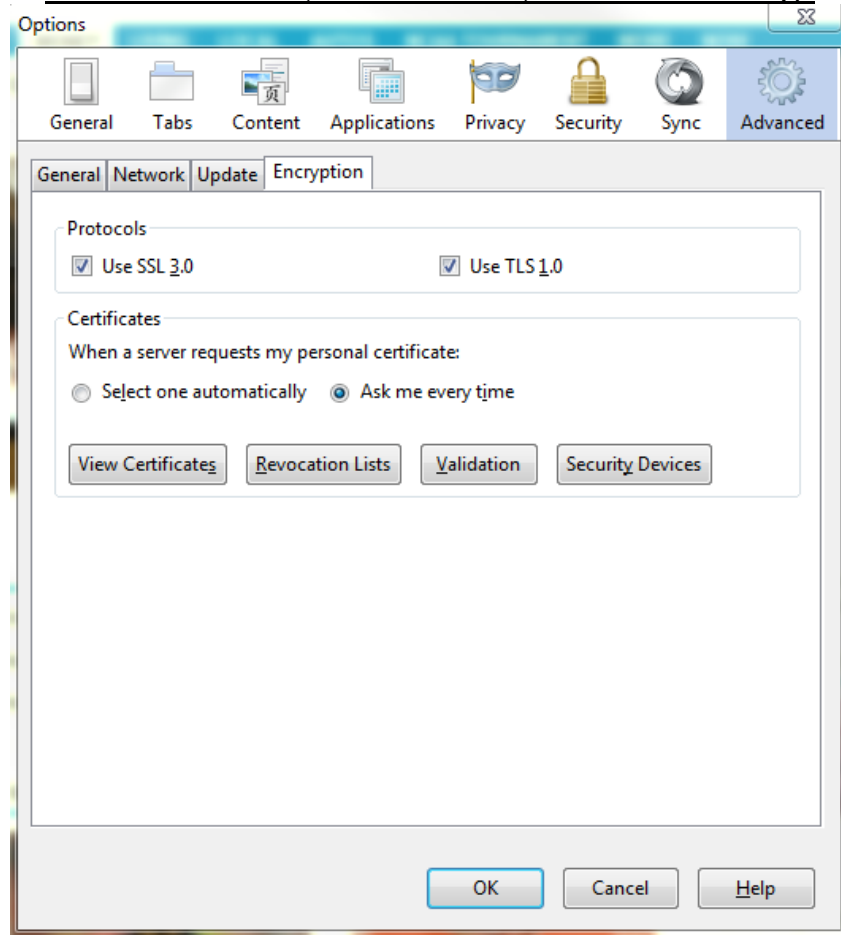 Options
General Tabs Content Applications Privacy Security Sync Advanced
General Network Update Encryption
Protocols
Use SSL 3.0 Use TLS 1.0
Certificates
When a server requests my personal certificate:
Select one automatically Ask me every time
View Certificates Revocation Lists Validation Security Devices
OK Cancel Help